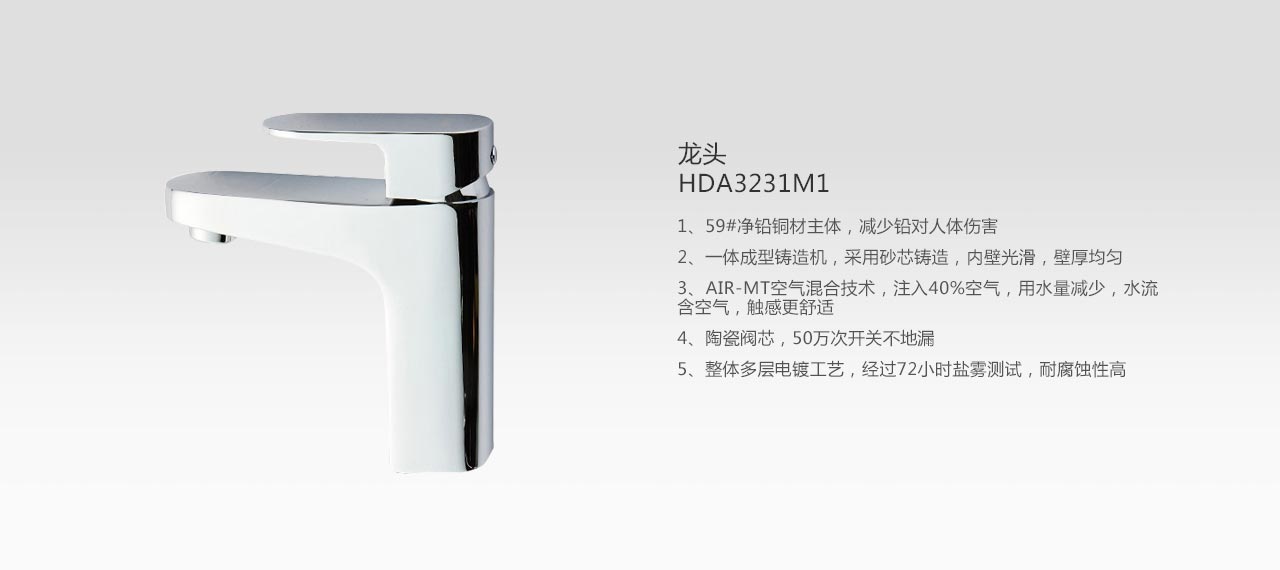 龙头
HDA3231M1
1、59#净铅铜材主体，减少铅对人体伤害
2、一体成型铸造机，采用砂芯铸造，内壁光滑，壁厚均匀
3、AIR-MT空气混合技术，注入40%空气，用水量减少，水流
含空气，触感更舒适
4、陶瓷阀芯，50万次开关不地漏
5、整体多层电镀工艺，经过72小时盐雾测试，耐腐蚀性高